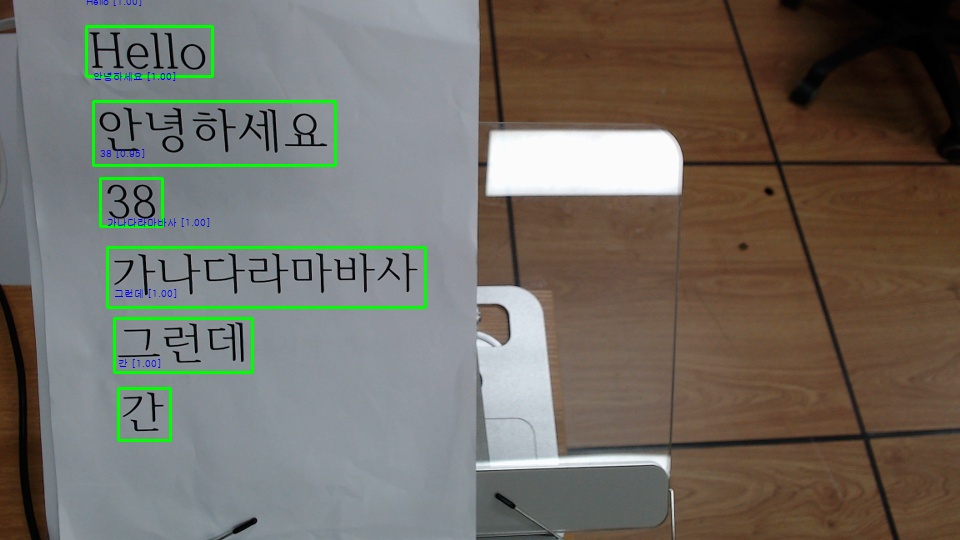 Hello [1.00]
Hello
안녕하세요 [1.00]
안녕하세요
38 [0.95]
38
가나다라마바사 [1.00]
가나다라마바사
그런데 [1.00]
그런데
간 [1.00]
간